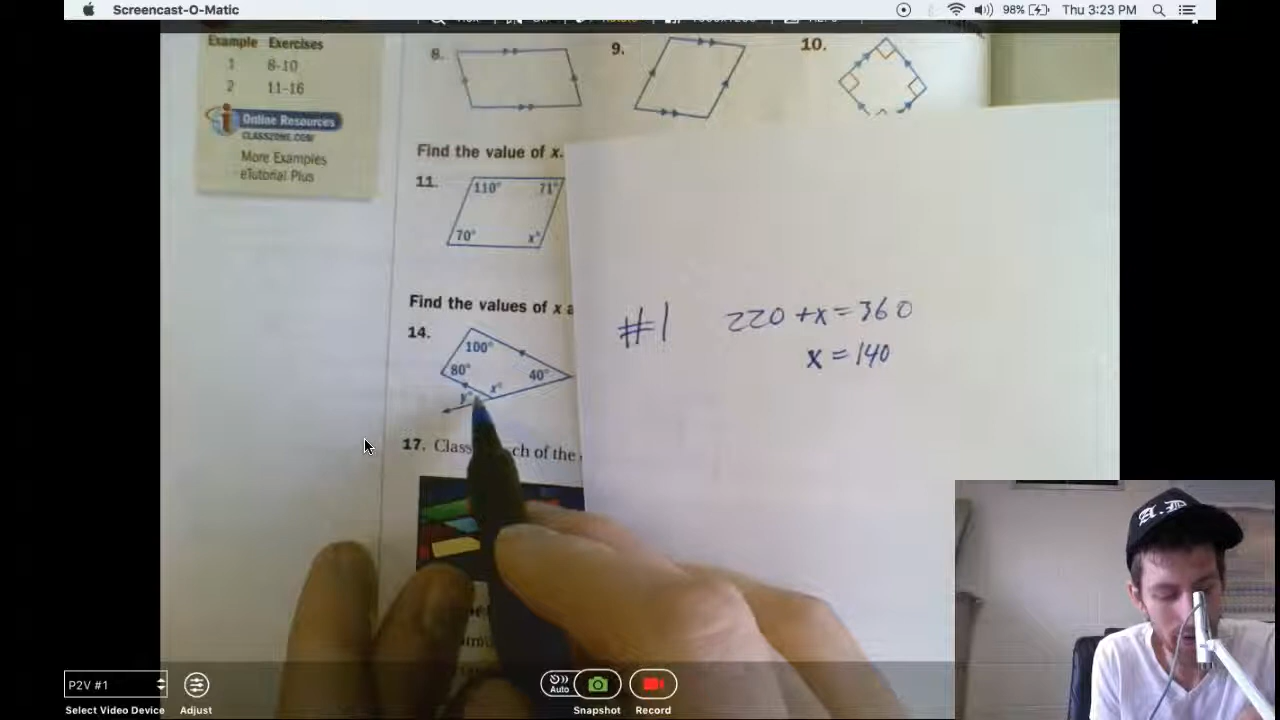 Screencast-O-Matic
98%
Thu 3:23 PM
Example Exercises
1 8-10
2 11-16
Online Resources
CLASSZONE.COM
More Examples
eTutorial Plus
8.
9.
10.
Find the value of x.
11.
110°
71°
70°
x°
Find the values of x
14.
100°
80°
40°
x°
y°
17. Class ch of the
#1 220 + x = 360
x = 140
A.D
P2V #1
Auto
Select Video Device
Adjust
Snapshot
Record